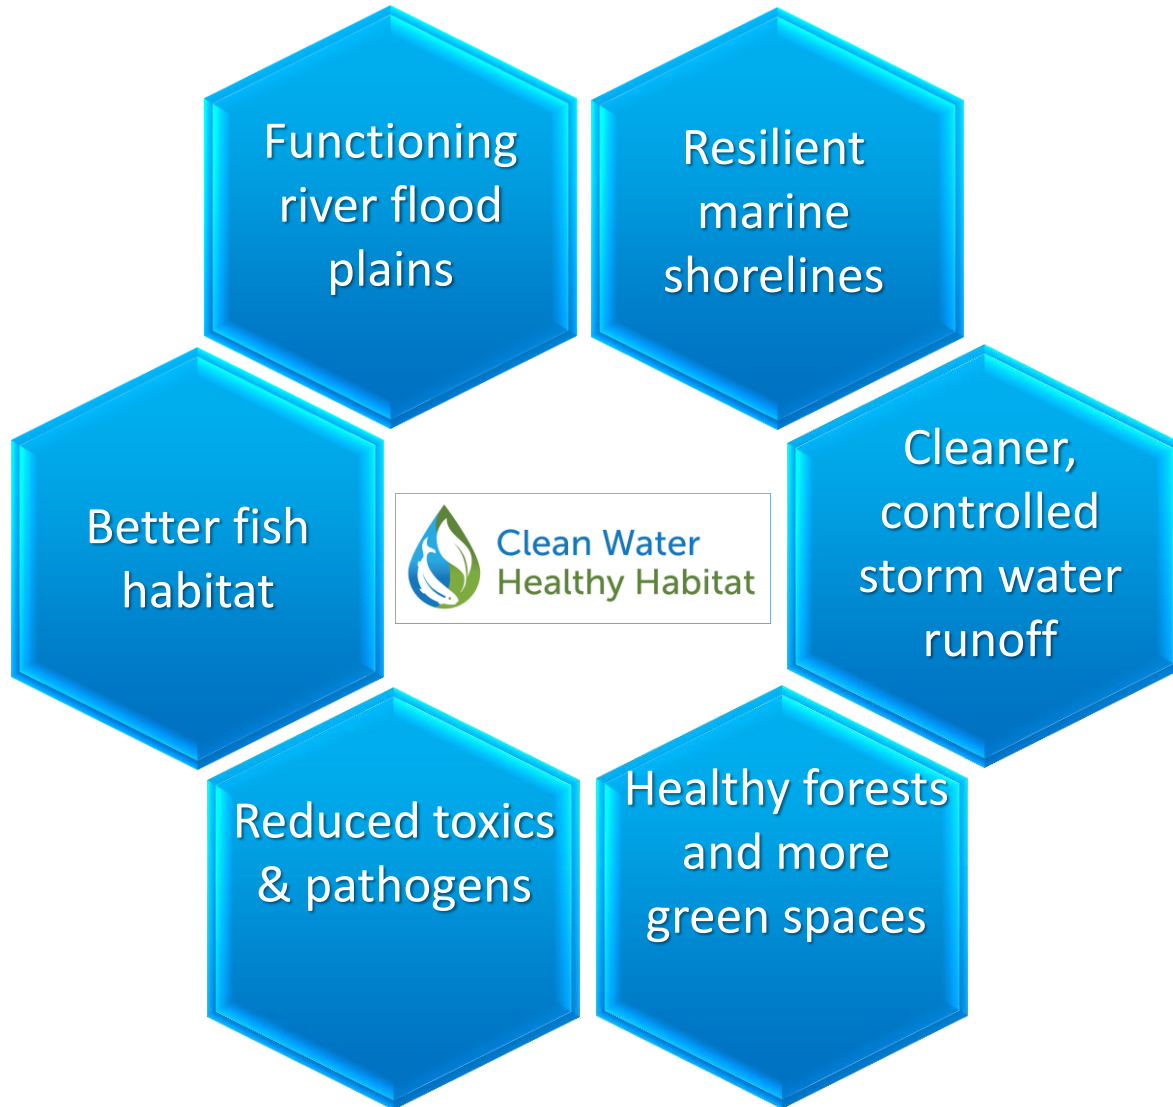 Functioning
river flood
plains
Resilient
marine
shorelines
Cleaner,
controlled
storm water
runoff
Better fish
habitat
Clean Water
Healthy Habitat
Reduced toxics
& pathogens
Healthy forests
and more
green spaces